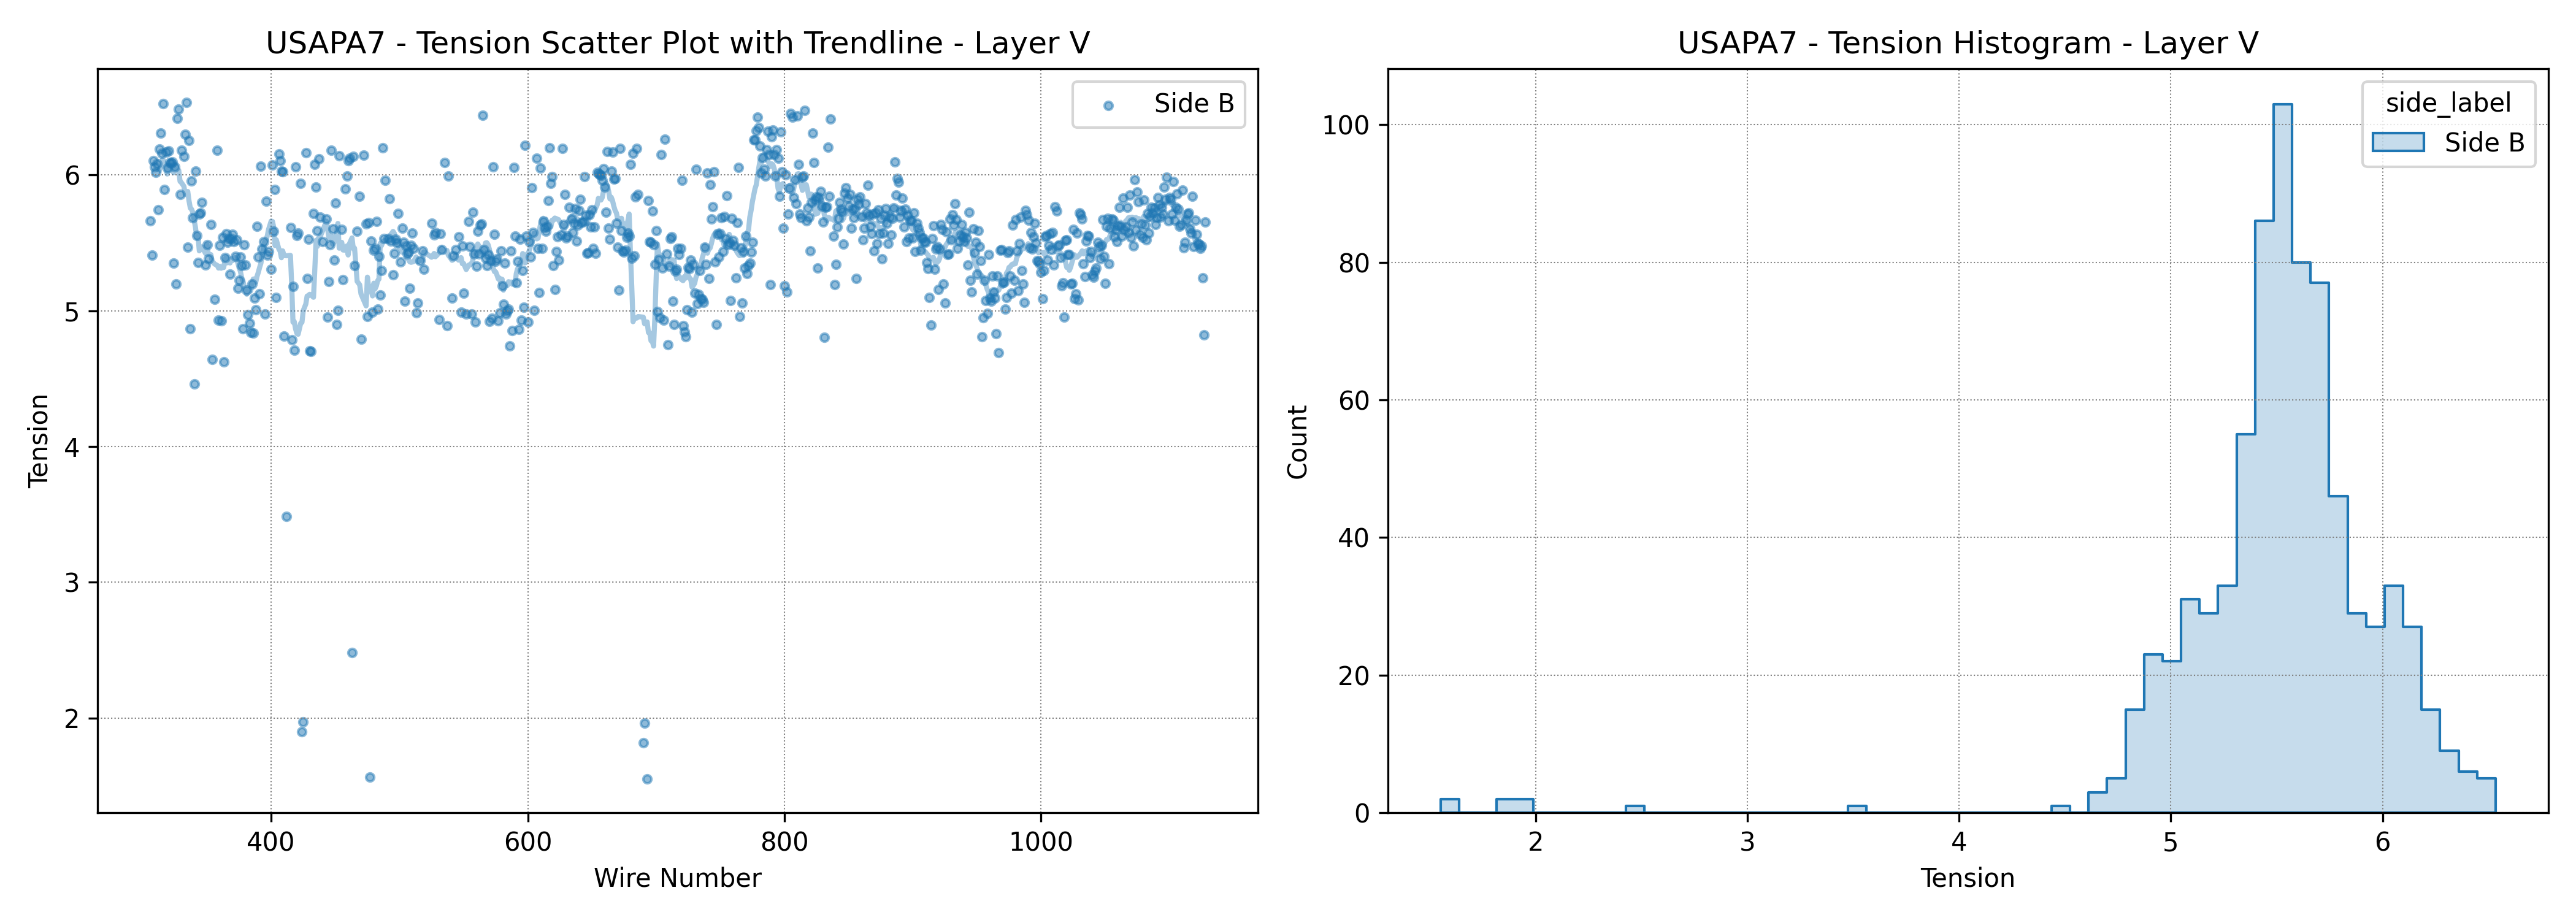 USAPA7 - Tension Scatter Plot with Trendline - Layer V
Side B
6
5
4
3
2
Tension
400 600 800 1000
Wire Number
USAPA7 - Tension Histogram - Layer V
side_label
Side B
100
80
60
40
20
0
Count
2 3 4 5 6
Tension